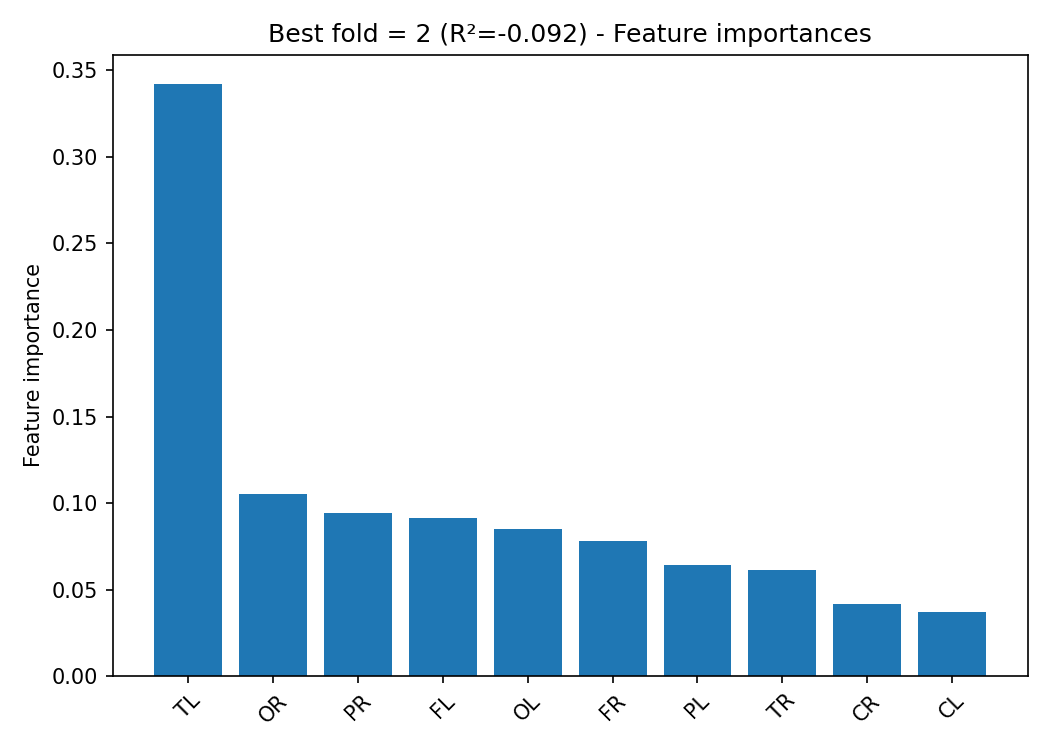 Best fold = 2 (R²=-0.092) - Feature importances
Feature importance
0.35
0.30
0.25
0.20
0.15
0.10
0.05
0.00
TL OR PR FL OL FR PL TR CR CL